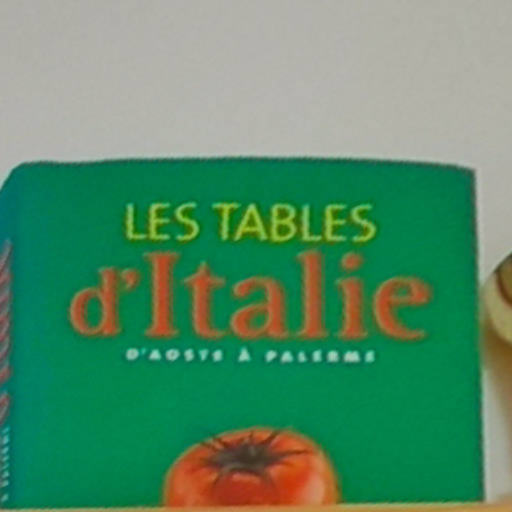 LES TABLES
d'Italie
D'AOSTE À PALERME